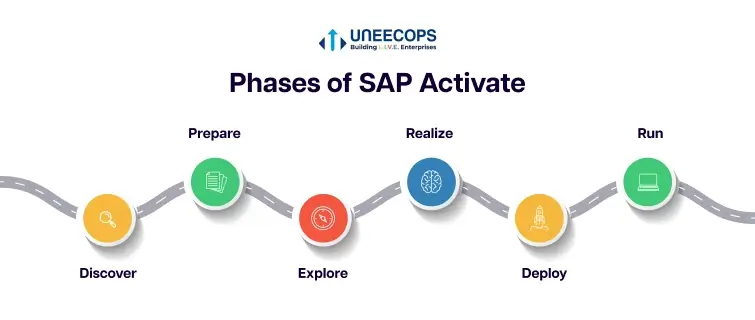 UNEECOPS
Building L.I.V.E. Enterprises
Phases of SAP Activate
Prepare
Realize
Run
Discover
Explore
Deploy